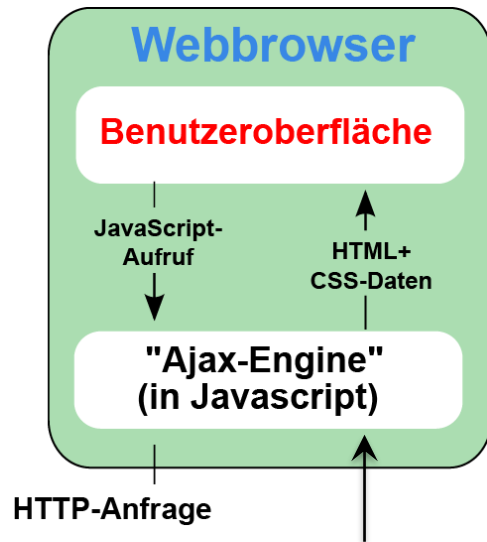 Webbrowser
Benutzeroberfläche
JavaScript-
Aufruf
HTML+
CSS-Daten
"Ajax-Engine"
(in Javascript)
HTTP-Anfrage